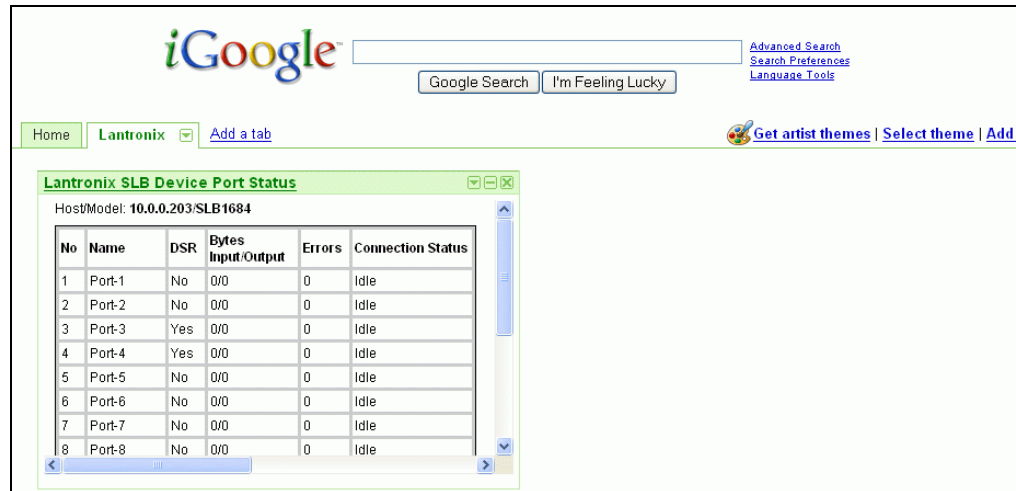 iGoogle™
Advanced Search
Search Preferences
Language Tools
Google Search I'm Feeling Lucky
Home Lantronix Add a tab Get artist themes | Select theme | Add
Lantronix SLB Device Port Status
Host/Model: 10.0.0.203/SLB1684
No Name DSR Bytes Input/Output Errors Connection Status
1 Port-1 No 0/0 0 Idle
2 Port-2 No 0/0 0 Idle
3 Port-3 Yes 0/0 0 Idle
4 Port-4 Yes 0/0 0 Idle
5 Port-5 No 0/0 0 Idle
6 Port-6 No 0/0 0 Idle
7 Port-7 No 0/0 0 Idle
8 Port-8 No 0/0 0 Idle